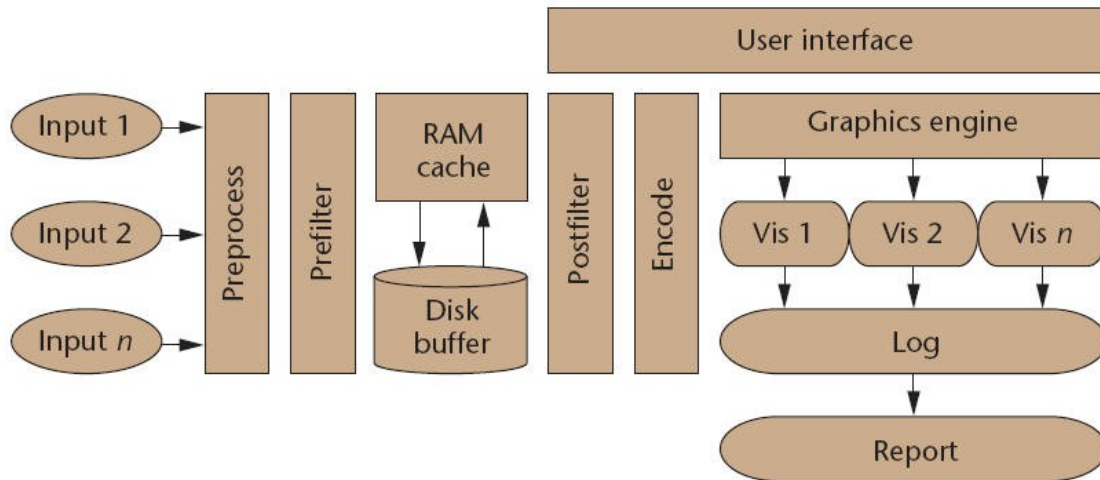 User interface
Input 1
Input 2
Input n
Preprocess
Prefilter
RAM
cache
Disk
buffer
Postfilter
Encode
Graphics engine
Vis 1
Vis 2
Vis n
Log
Report